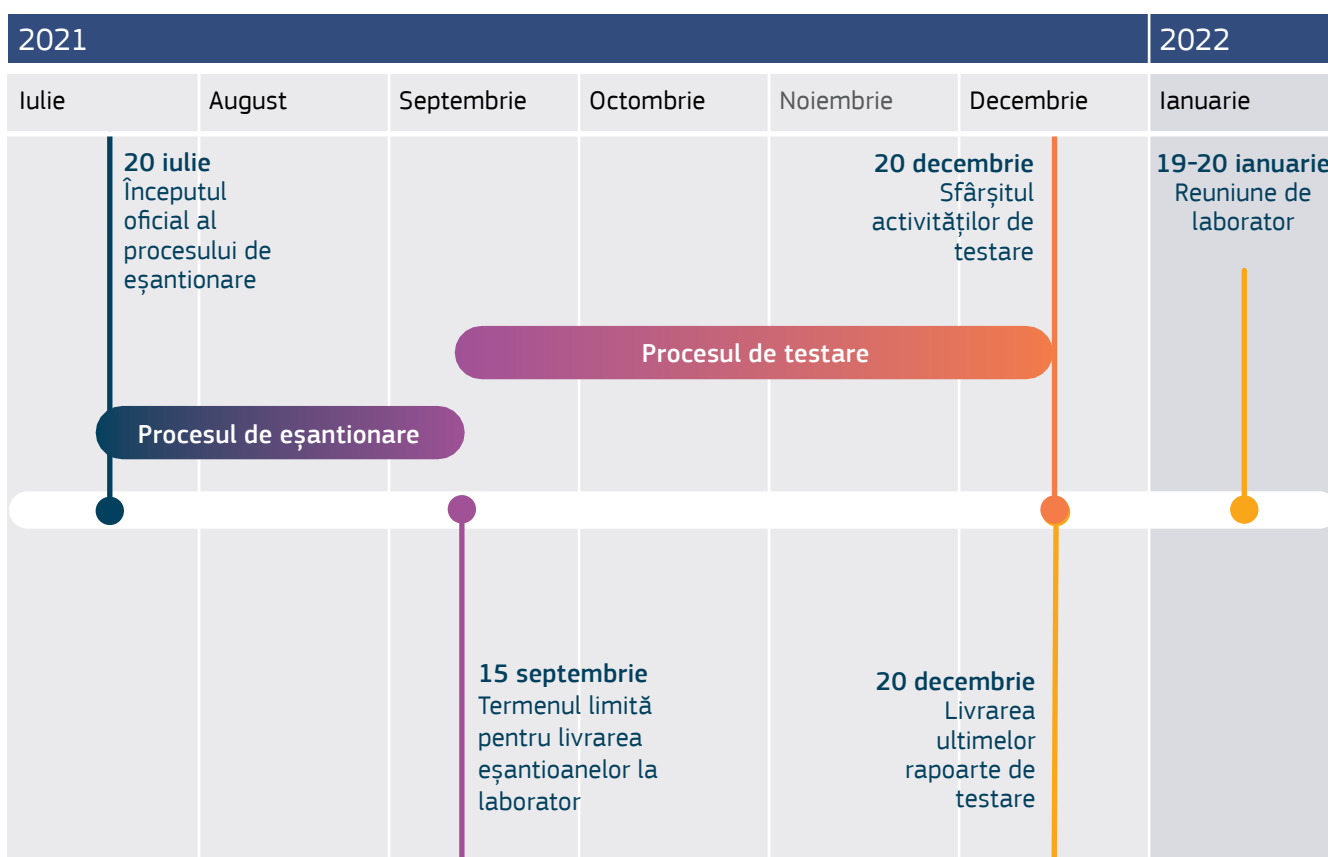 2021
2022
Iulie
August
Septembrie
Octombrie
Noiembrie
Decembrie
Ianuarie
20 iulie
Începutul
oficial al
procesului de
eșantionare
20 decembrie
Sfârșitul
activităților de
testare
19-20 ianuarie
Reuniune de
laborator
Procesul de testare
Procesul de eșantionare
15 septembrie
Termenul limită
pentru livrarea
eșantioanelor la
laborator
20 decembrie
Livrarea
ultimelor
rapoarte de
testare